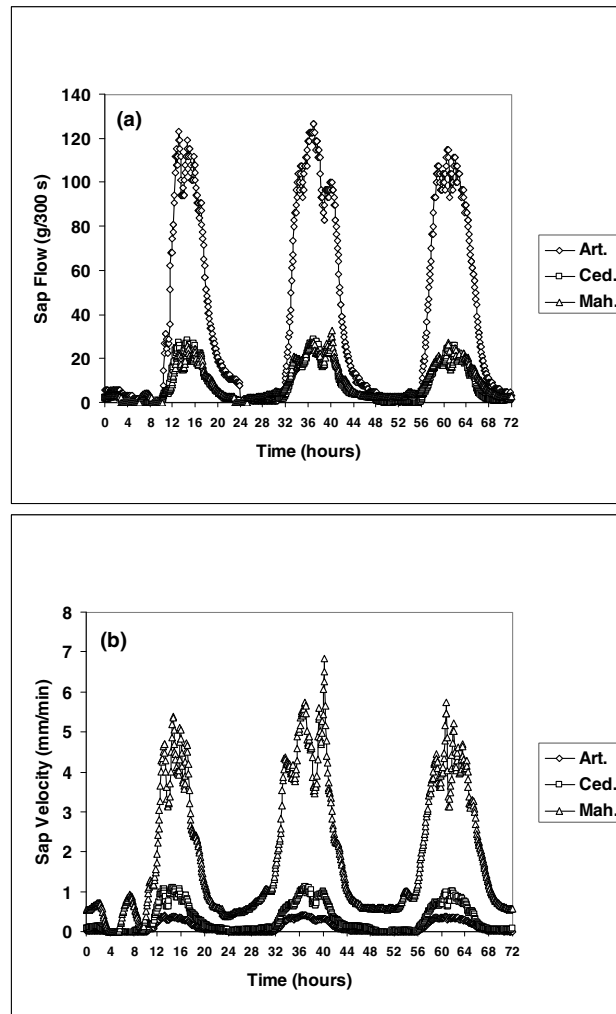 140
(a)
120
100
80
60
40
20
0
Sap Flow (g/300 s)
0 4 8 12 16 20 24 28 32 36 40 44 48 52 56 60 64 68 72
Time (hours)
Art.
Ced.
Mah.
8
(b)
7
6
5
4
3
2
1
0
Sap Velocity (mm/min)
0 4 8 12 16 20 24 28 32 36 40 44 48 52 56 60 64 68 72
Time (hours)
Art.
Ced.
Mah.